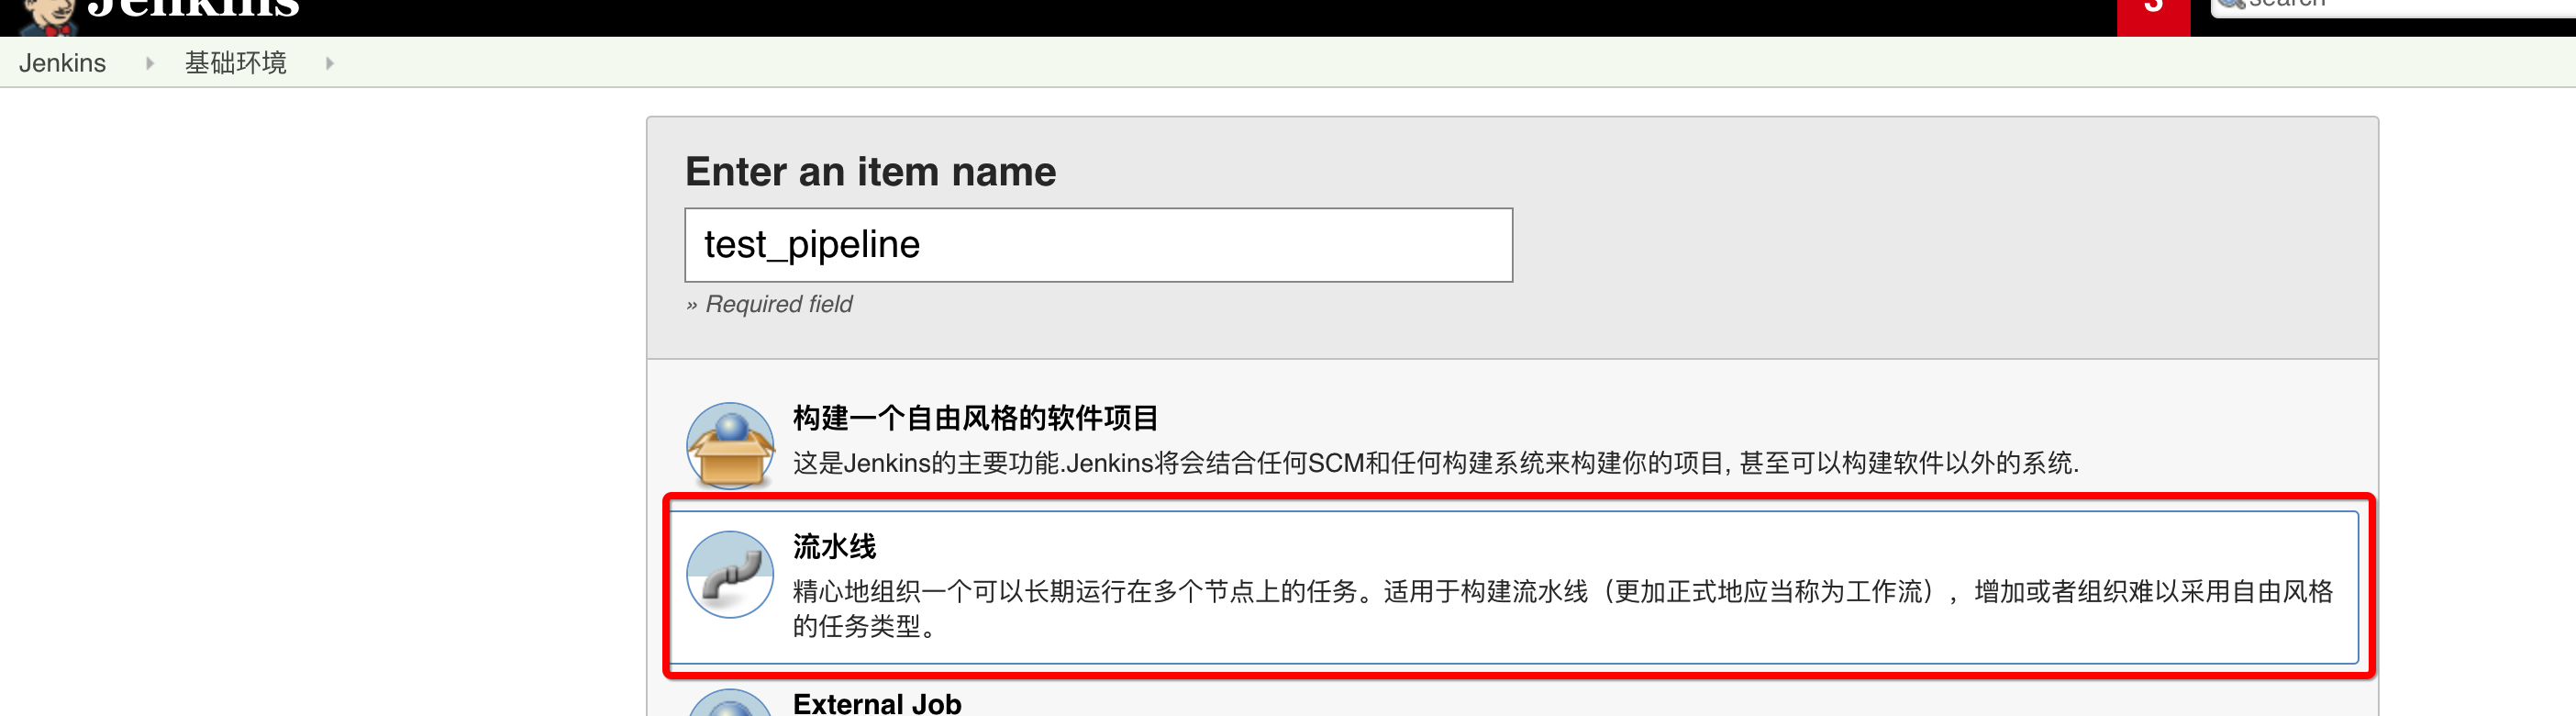 Jenkins
3
search
Jenkins
基础环境
Enter an item name
test_pipeline
» Required field
构建一个自由风格的软件项目
这是Jenkins的主要功能.Jenkins将会结合任何SCM和任何构建系统来构建你的项目, 甚至可以构建软件以外的系统.
流水线
精心地组织一个可以长期运行在多个节点上的任务。适用于构建流水线（更加正式地应当称为工作流），增加或者组织难以采用自由风格
的任务类型。
External Job